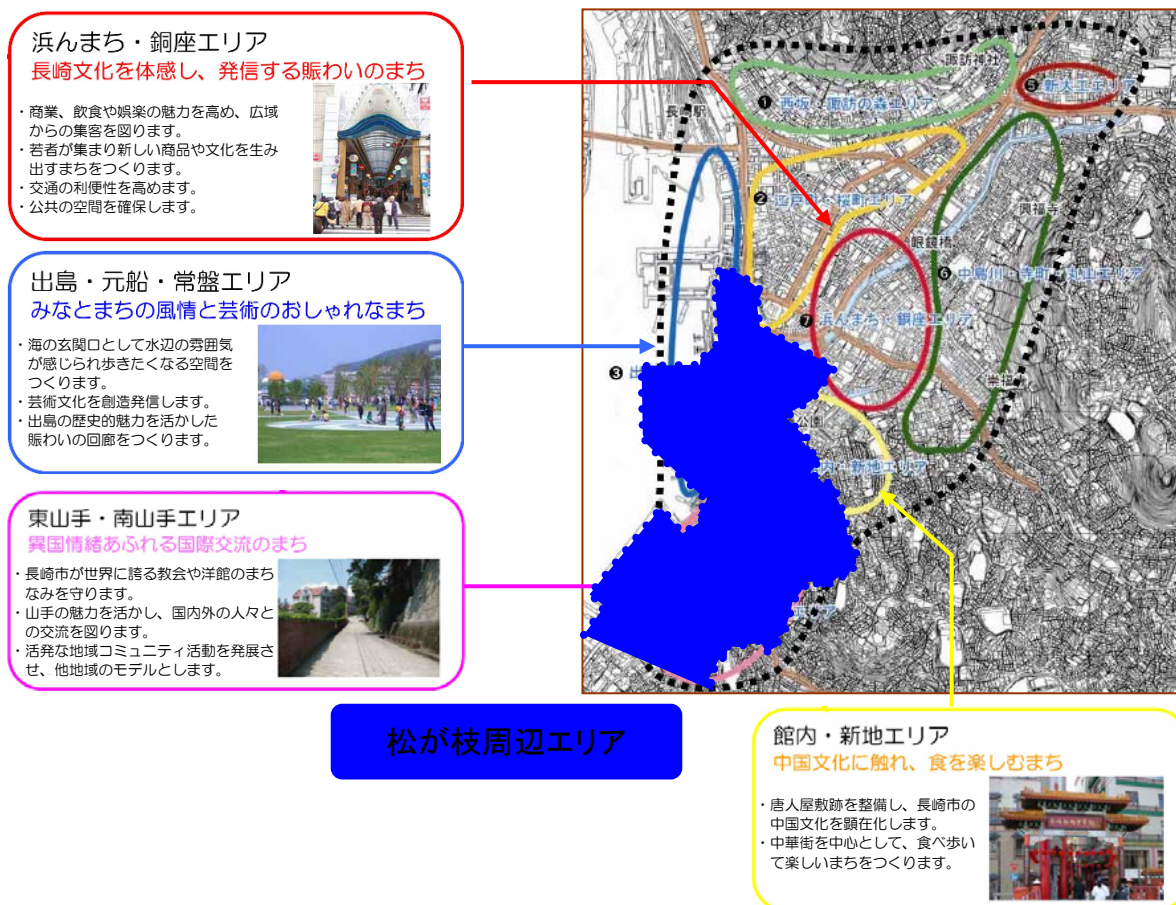 浜んまち・銅座エリア
長崎文化を体感し、発信する賑わいのまち
・商業、飲食や娯楽の魅力を高め、広域
からの集客を図ります。
・若者が集まり新しい商品や文化を生み
出すまちをつくります。
・交通の利便性を高めます。
・公共の空間を確保します。
出島・元船・常盤エリア
みなとまちの風情と芸術のおしゃれなまち
・海の玄関口として水辺の雰囲気
が感じられ歩きたくなる空間を
つくります。
・芸術文化を創造発信します。
・出島の歴史的魅力を活かした
賑わいの回廊をつくります。
東山手・南山手エリア
異国情緒あふれる国際交流のまち
・長崎市が世界に誇る教会や洋館のまち
なみを守ります。
・山手の魅力を活かし、国内外の人々と
の交流を図ります。
・活発な地域コミュニティ活動を発展さ
せ、他地域のモデルとします。
諏訪神社
❺新大工エリア
❶西坂・諏訪の森エリア
長崎駅
❷江戸町・桜町エリア
興福寺
眼鏡橋
❻中島川・寺町・丸山エリア
❼浜んまち・銅座エリア
❸出
崇福寺
公園
内・新地エリア
松が枝周辺エリア
館内・新地エリア
中国文化に触れ、食を楽しむまち
・唐人屋敷跡を整備し、長崎市の
中国文化を顕在化します。
・中華街を中心として、食べ歩い
て楽しいまちをつくります。